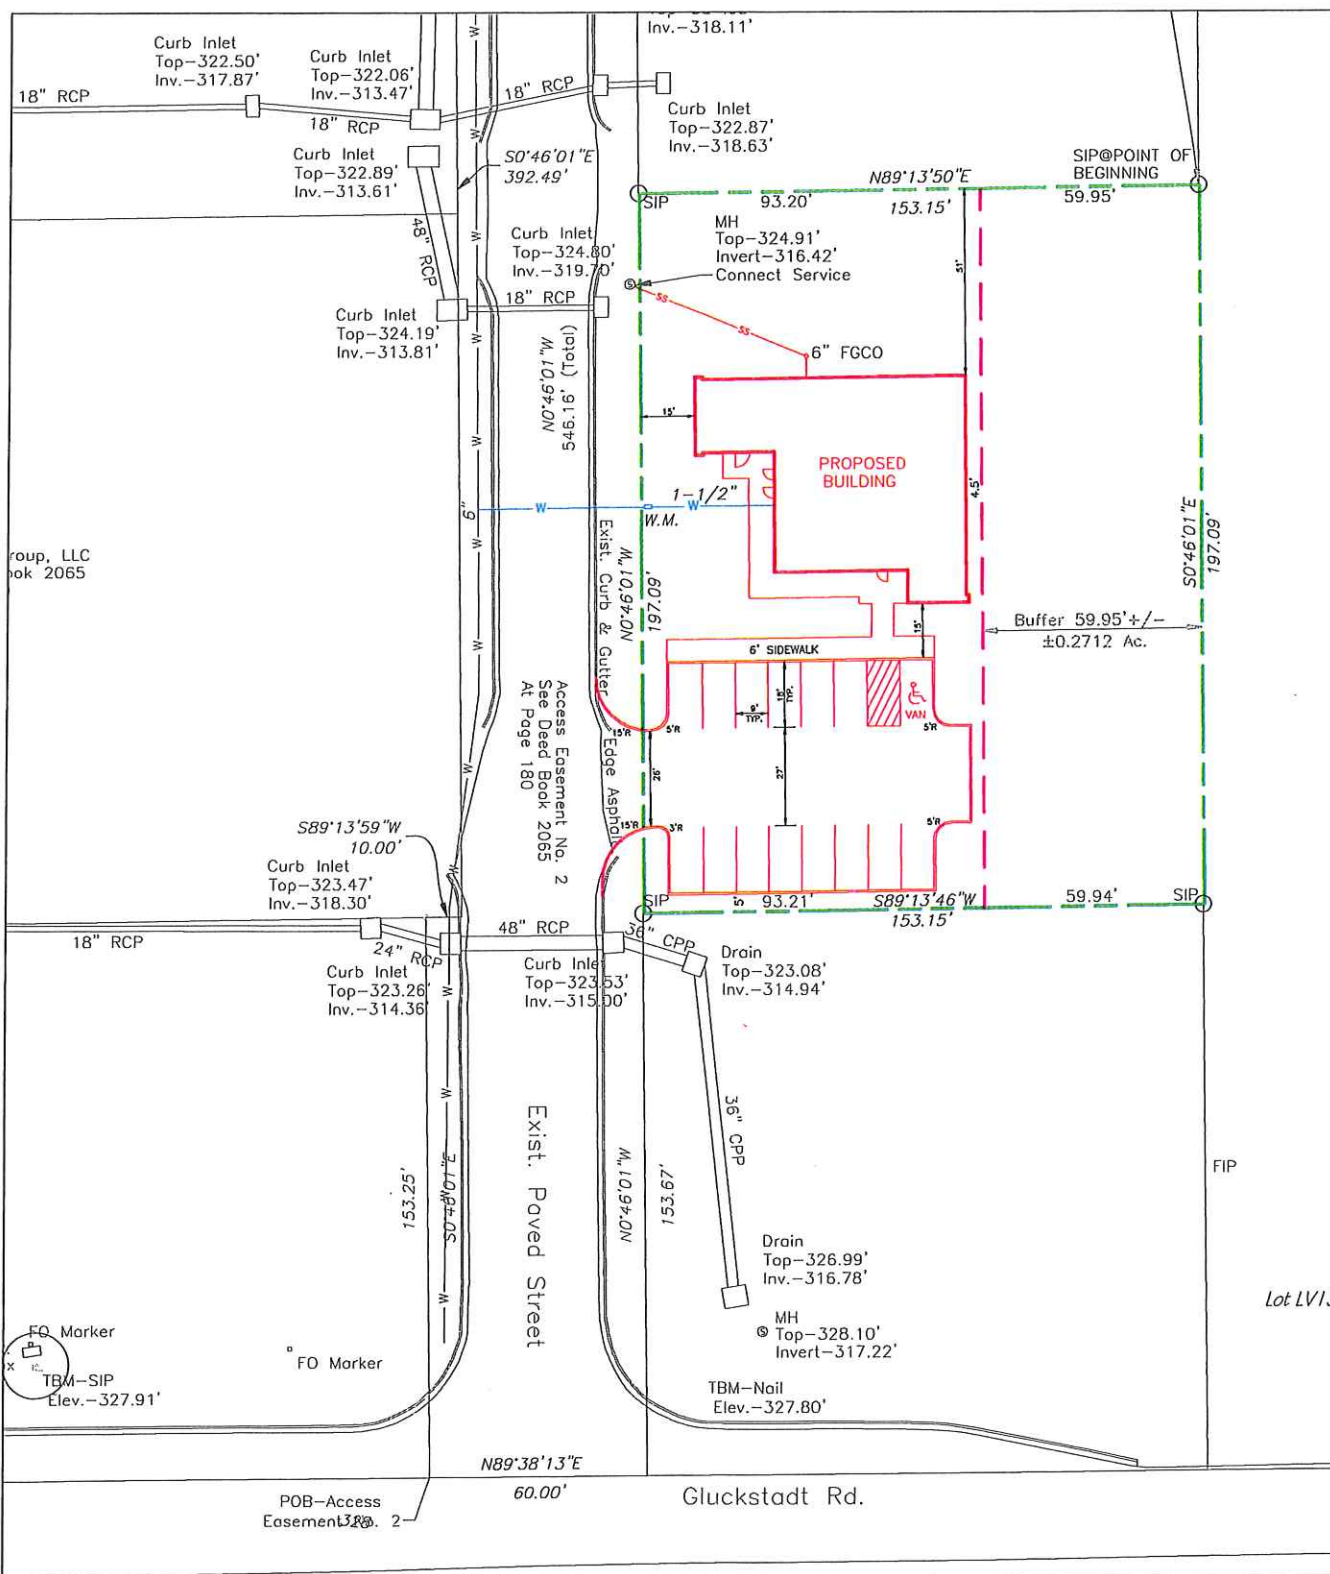 Inv.-318.11'
Curb Inlet
Top-322.50'
Inv.-317.87'
Curb Inlet
Top-322.06'
Inv.-313.47'
18" RCP
18" RCP
18" RCP
Curb Inlet
Top-322.87'
Inv.-318.63'
Curb Inlet
Top-322.89'
Inv.-313.61'
S0°46'01"E
392.49'
SIP@POINT OF
BEGINNING
N89°13'50"E
SIP
93.20'
153.15'
59.95'
48" RCP
Curb Inlet
Top-324.80'
Inv.-319.70'
MH
Top-324.91'
Invert-316.42'
Connect Service
51'
18" RCP
Curb Inlet
Top-324.19'
Inv.-313.81'
SS
SS
6" FGCO
N0°46'01"W
546.16' (Total)
15'
PROPOSED
BUILDING
4.5'
6"
W
1-1/2"
W
W.M.
roup, LLC
ok 2065
Exist. Curb & Gutter
N0°46'01"W
197.09'
S0°46'01"E
197.09'
Buffer 59.95'+/-
±0.2712 Ac.
15'
6' SIDEWALK
18'
TYP.
9'
TYP.
VAN
15'R
5'R
5'R
Access Easement No. 2
See Deed Book 2065
At Page 180
Edge Asphalt
26'
27'
15'R
3'R
5'R
S89°13'59"W
10.00'
Curb Inlet
Top-323.47'
Inv.-318.30'
SIP
5'
93.21'
S89°13'46"W
153.15'
59.94'
SIP
18" RCP
24" RCP
48" RCP
36" CPP
Curb Inlet
Top-323.26'
Inv.-314.36'
Curb Inlet
Top-323.53'
Inv.-315.00'
Drain
Top-323.08'
Inv.-314.94'
36" CPP
Exist. Paved Street
153.25'
S0°46'01"E
N0°46'01"W
153.67'
FIP
Drain
Top-326.99'
Inv.-316.78'
Lot LV1
MH
Top-328.10'
Invert-317.22'
FO Marker
FO Marker
TBM-SIP
Elev.-327.91'
TBM-Nail
Elev.-327.80'
N89°38'13"E
60.00'
Gluckstadt Rd.
POB-Access
Easement No. 2
W
W
W
W
W
W
W
W
W
W
W
W
W